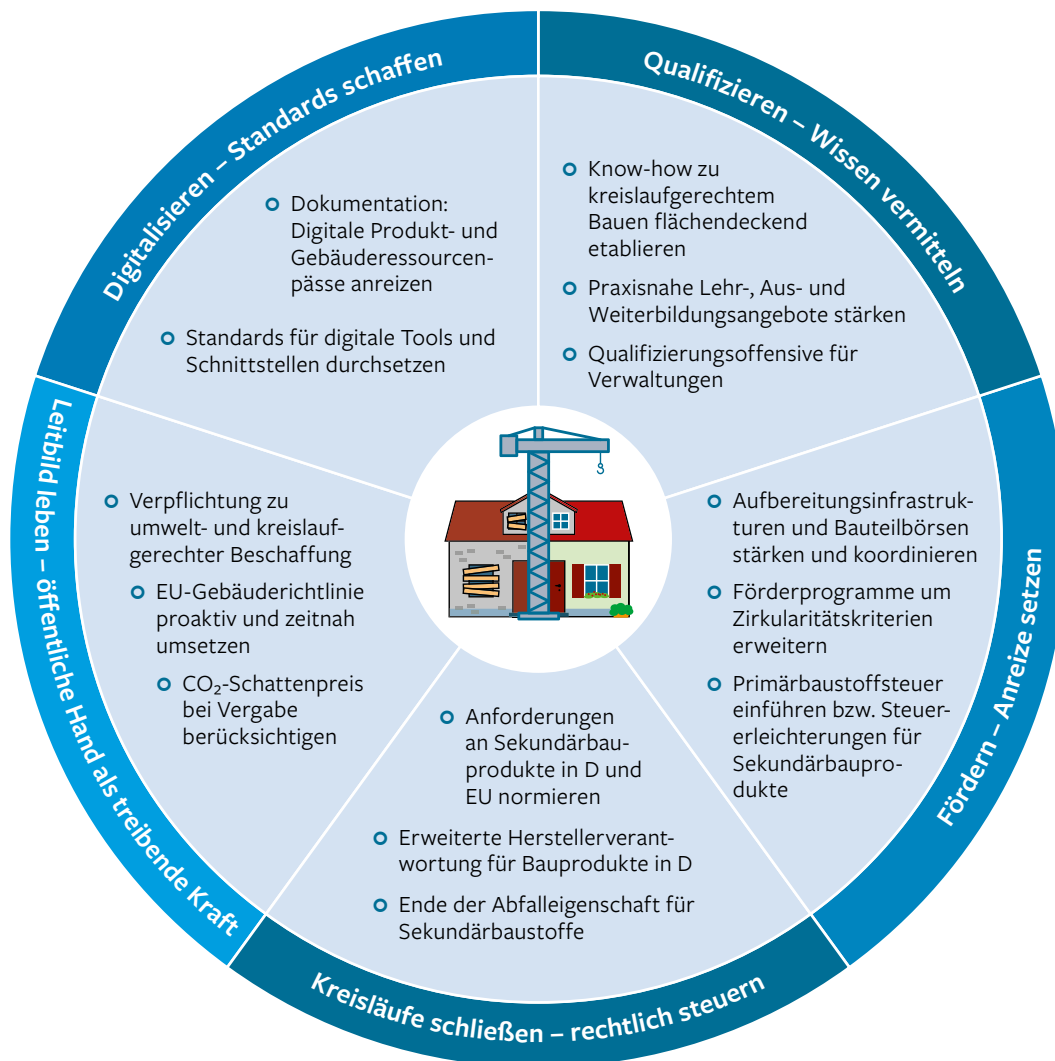 Digitalisieren – Standards schaffen
Dokumentation:
Digitale Produkt- und
Gebäuderessourcen-
pässe anreizen
Standards für digitale Tools und
Schnittstellen durchsetzen
Qualifizieren – Wissen vermitteln
Know-how zu
kreislaufgerechtem
Bauen flächendeckend
etablieren
Praxisnahe Lehr-, Aus- und
Weiterbildungsangebote stärken
Qualifizierungsoffensive für
Verwaltungen
Fördern – Anreize setzen
Aufbereitungsinfrastruk-
turen und Bauteilbörsen
stärken und koordinieren
Förderprogramme um
Zirkularitätskriterien
erweitern
Primärbaustoffsteuer
einführen bzw. Steuer-
erleichterungen für
Sekundärbaupro-
dukte
Kreisläufe schließen – rechtlich steuern
Anforderungen
an Sekundärbau-
produkte in D und
EU normieren
Erweiterte Herstellerverant-
wortung für Bauprodukte in D
Ende der Abfalleigenschaft für
Sekundärbaustoffe
Leitbild leben – öffentliche Hand als treibende Kraft
Verpflichtung zu
umwelt- und kreislauf-
gerechter Beschaffung
EU-Gebäuderichtlinie
proaktiv und zeitnah
umsetzen
CO₂-Schattenpreis
bei Vergabe
berücksichtigen